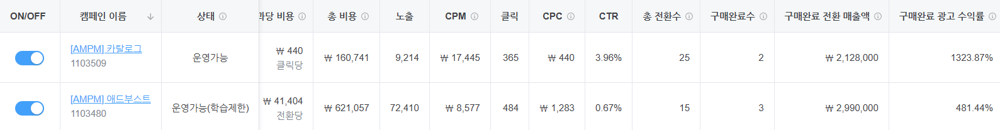 ON/OFF 캠페인 이름 상태 과당 비용 총 비용 노출 CPM 클릭 CPC CTR 총 전환수 구매완료수 구매완료 전환 매출액 구매완료 광고 수익률
[AMPM] 카탈로그 운영가능 ₩ 440 ₩ 160,741 9,214 ₩ 17,445 365 ₩ 440 3.96% 25 2 ₩ 2,128,000 1323.87%
1103509 클릭당
[AMPM] 애드부스트 운영가능(학습제한) ₩ 41,404 ₩ 621,057 72,410 ₩ 8,577 484 ₩ 1,283 0.67% 15 3 ₩ 2,990,000 481.44%
1103480 전환당